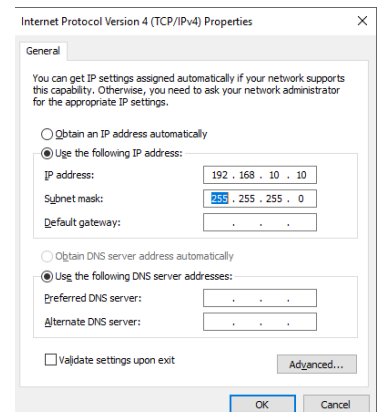 Internet Protocol Version 4 (TCP/IPv4) Properties
General
You can get IP settings assigned automatically if your network supports
this capability. Otherwise, you need to ask your network administrator
for the appropriate IP settings.
Obtain an IP address automatically
Use the following IP address:
IP address: 192 . 168 . 10 . 10
Subnet mask: 255 . 255 . 255 . 0
Default gateway: . . .
Obtain DNS server address automatically
Use the following DNS server addresses:
Preferred DNS server: . . .
Alternate DNS server: . . .
Validate settings upon exit
Advanced...
OK Cancel